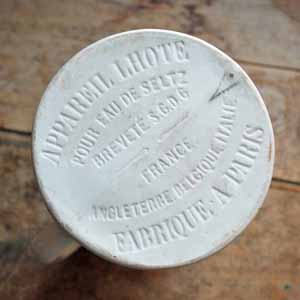 APPAREIL LHOTE
POUR EAU DE SELTZ
BREVETÉ S.G.D.G
FRANCE
ANGLETERRE BELGIQUE ITALIE
FABRIQUE-A-PARIS